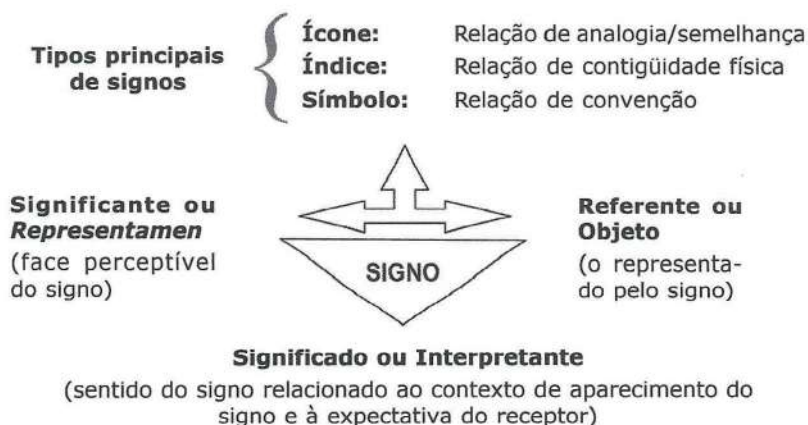 Tipos principais
de signos
Ícone: Relação de analogia/semelhança
Índice: Relação de contigüidade física
Símbolo: Relação de convenção
Significante ou
Representamen
(face perceptível
do signo)
SIGNO
Referente ou
Objeto
(o representa-
do pelo signo)
Significado ou Interpretante
(sentido do signo relacionado ao contexto de aparecimento do
signo e à expectativa do receptor)